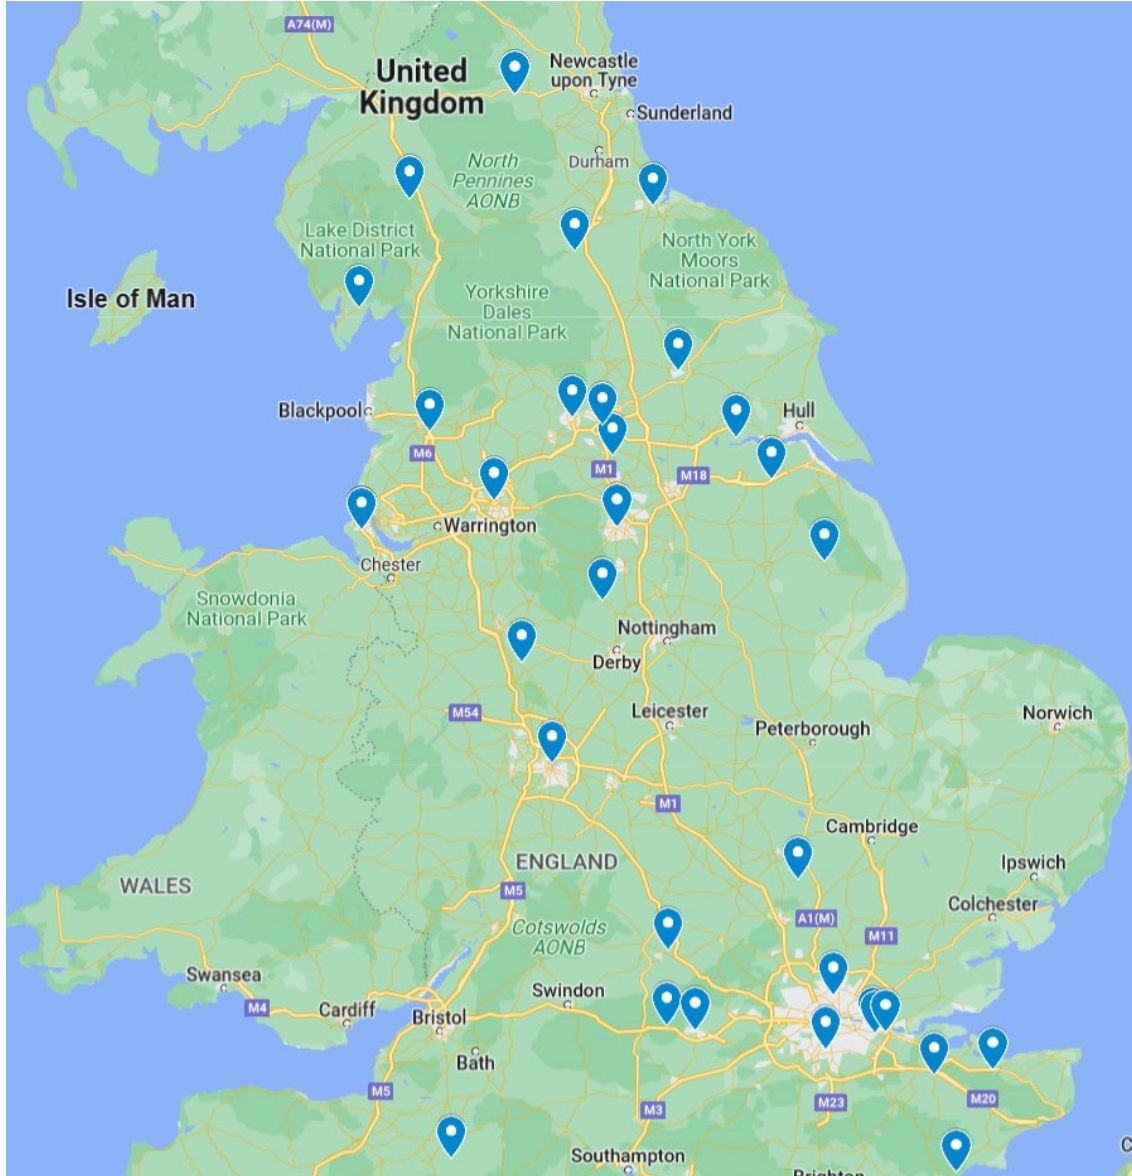 A74(M)
United
Kingdom
Newcastle
upon Tyne
Sunderland
Durham
North
Pennines
AONB
Lake District
National Park
North York
Moors
National Park
Isle of Man
Yorkshire
Dales
National Park
Blackpool
Hull
M6
M1
M18
Warrington
Chester
Snowdonia
National Park
Nottingham
Derby
M54
Leicester
Peterborough
Norwich
M1
Cambridge
ENGLAND
Ipswich
WALES
M5
Colchester
A1(M)
Cotswolds
AONB
M11
Swansea
Swindon
M4
Cardiff
Bristol
Bath
M5
M23
M20
M3
Southampton
Brighton
C